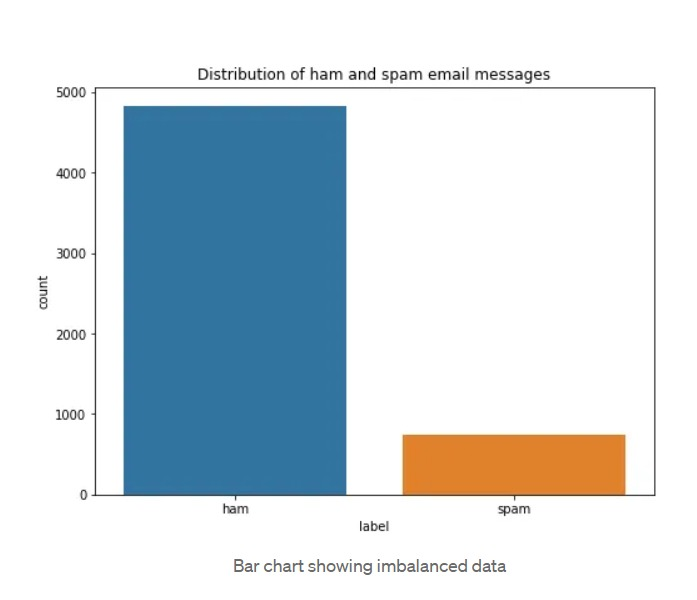 Distribution of ham and spam email messages
5000
4000
3000
2000
1000
0
count
ham spam
label
Bar chart showing imbalanced data